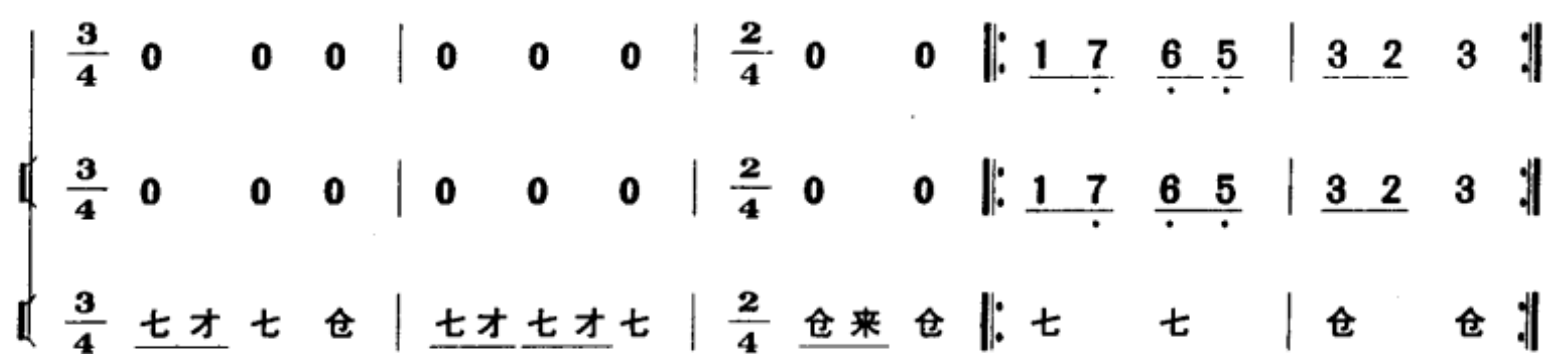 3/4 0 0 0 | 0 0 0 | 2/4 0 0 ‖: 1 7̣ 6̣ 5̣ | 3 2 3 :‖
3/4 0 0 0 | 0 0 0 | 2/4 0 0 ‖: 1 7̣ 6̣ 5̣ | 3 2 3 :‖
3/4 七才 七 仓 | 七才 七才 七 | 2/4 仓来 仓 ‖: 七 七 | 仓 仓 :‖